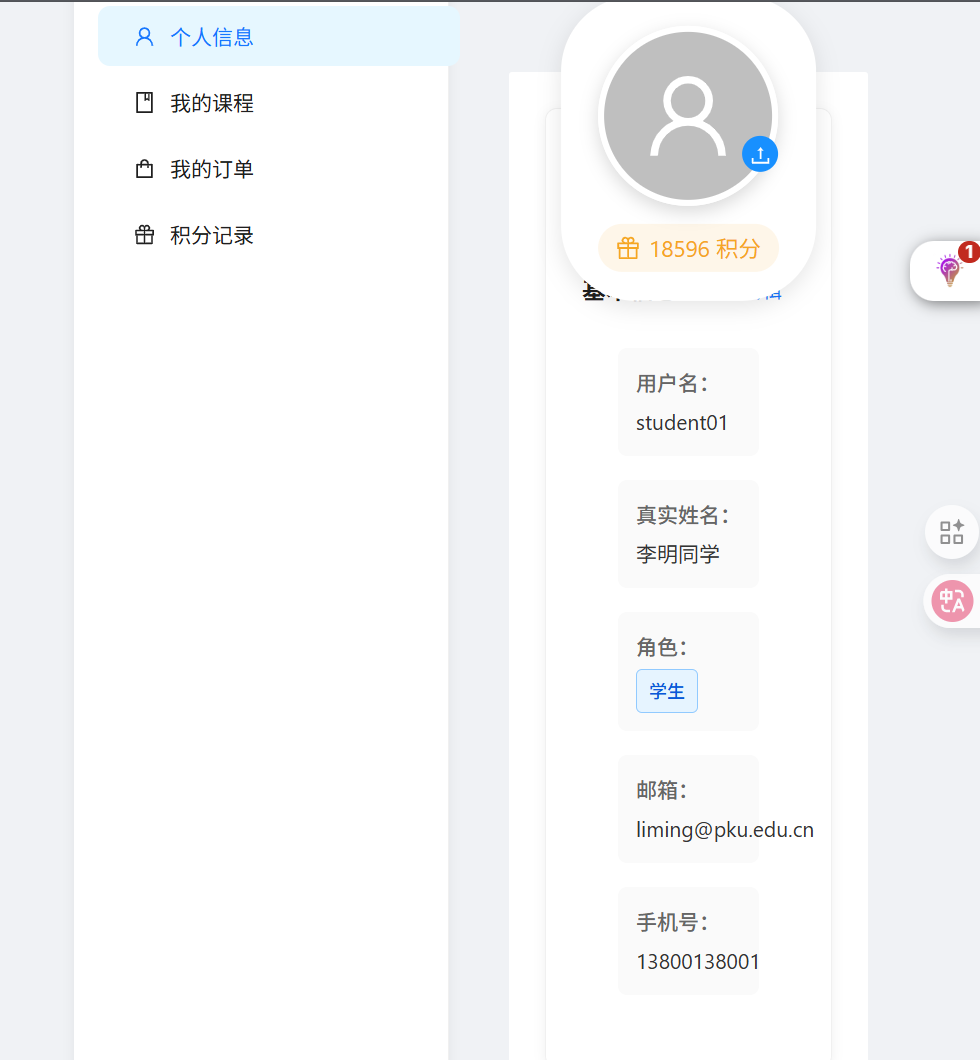 个人信息
我的课程
我的订单
积分记录
18596 积分
1
用户名：
student01
真实姓名：
李明同学
角色：
学生
邮箱：
liming@pku.edu.cn
手机号：
13800138001
中A